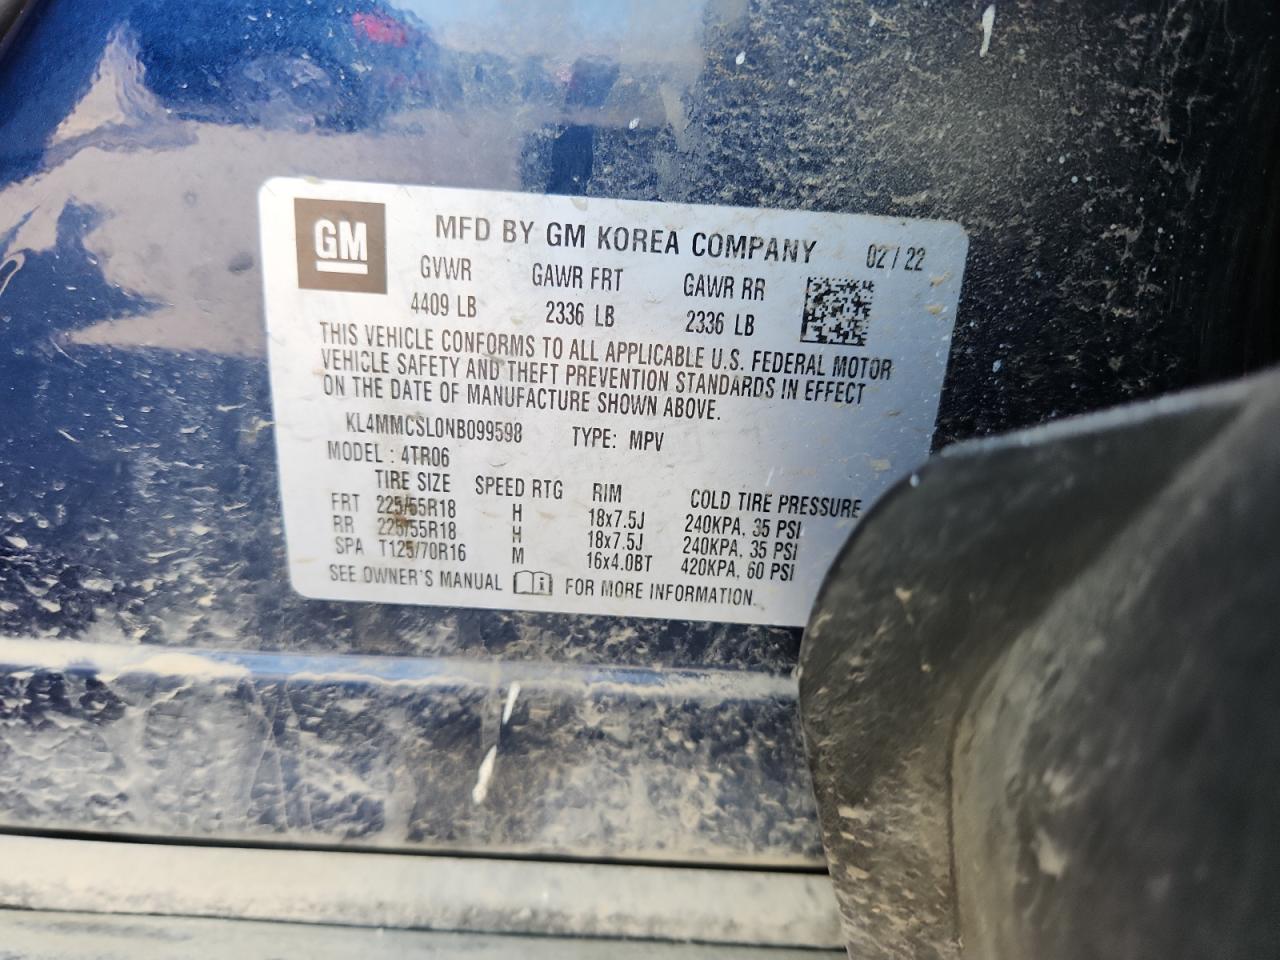 GM
MFD BY GM KOREA COMPANY 02 / 22
GVWR GAWR FRT GAWR RR
4409 LB 2336 LB 2336 LB
THIS VEHICLE CONFORMS TO ALL APPLICABLE U.S. FEDERAL MOTOR
VEHICLE SAFETY AND THEFT PREVENTION STANDARDS IN EFFECT
ON THE DATE OF MANUFACTURE SHOWN ABOVE.
KL4MMCSL0NB099598 TYPE: MPV
MODEL : 4TR06
TIRE SIZE SPEED RTG RIM COLD TIRE PRESSURE
FRT 225/55R18 H 18x7.5J 240KPA, 35 PSI
RR 225/55R18 H 18x7.5J 240KPA, 35 PSI
SPA T125/70R16 M 16x4.0BT 420KPA, 60 PSI
SEE OWNER'S MANUAL FOR MORE INFORMATION.